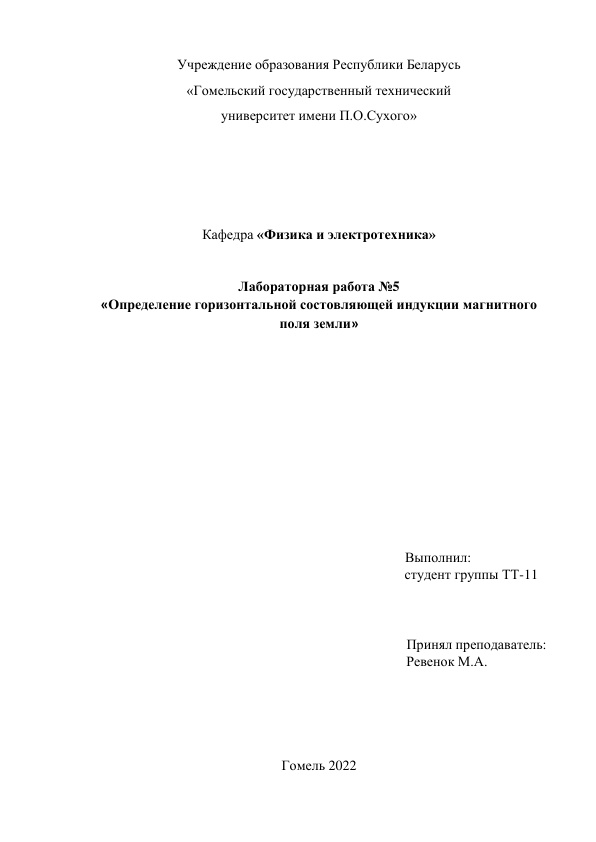 Учреждение образования Республики Беларусь
«Гомельский государственный технический
университет имени П.О.Сухого»
Кафедра «Физика и электротехника»
Лабораторная работа №5
«Определение горизонтальной состовляющей индукции магнитного
поля земли»
Выполнил:
студент группы ТТ-11
Принял преподаватель:
Ревенок М.А.
Гомель 2022